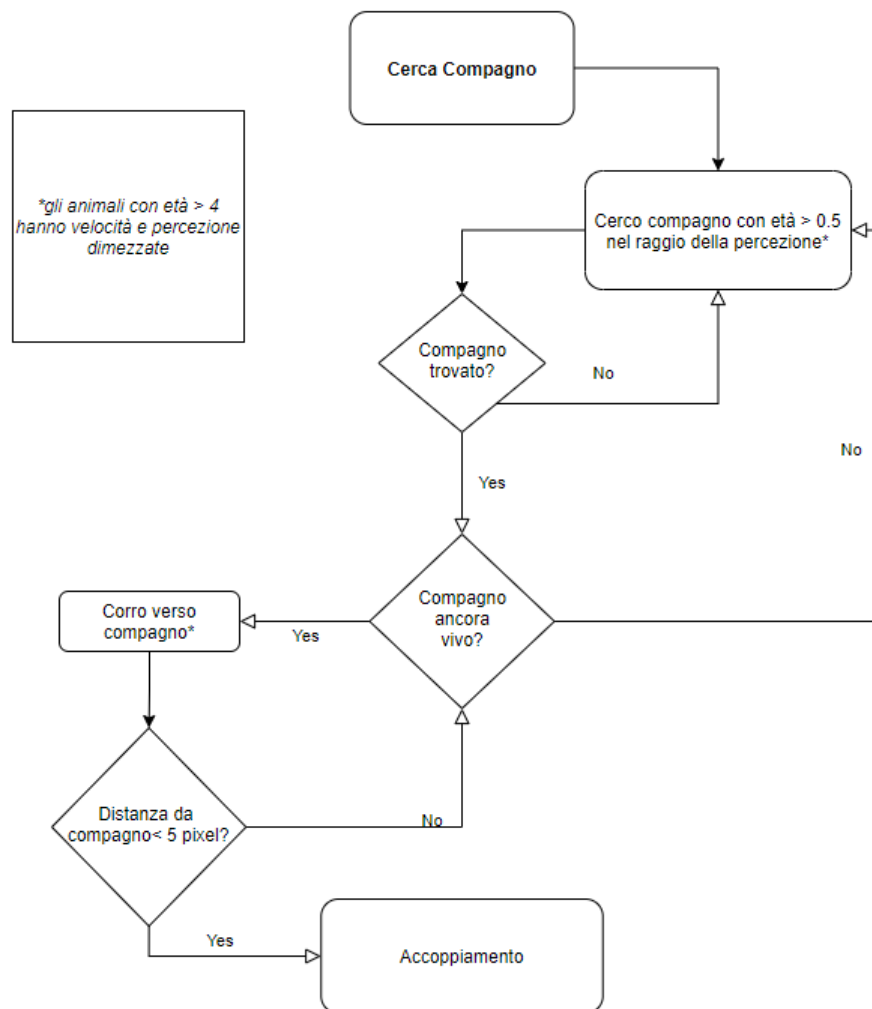 Cerca Compagno
*gli animali con età > 4
hanno velocità e percezione
dimezzate
Cerco compagno con età > 0.5
nel raggio della percezione*
Compagno
trovato?
No
No
Yes
Compagno
ancora
vivo?
Corro verso
compagno*
Yes
Distanza da
compagno< 5 pixel?
No
Yes
Accoppiamento